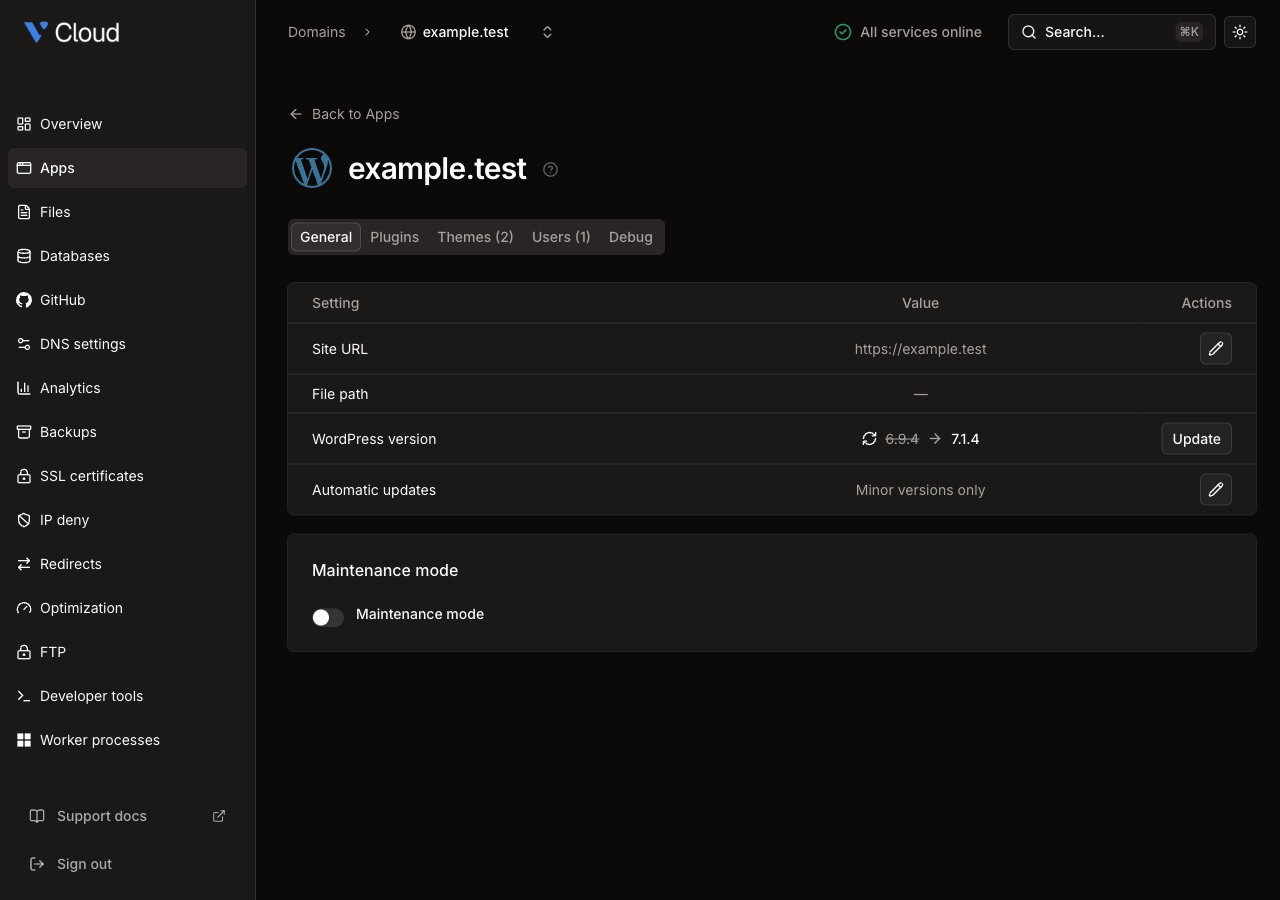 Cloud
Domains
example.test
All services online
Search...
⌘K
Overview
Apps
Files
Databases
GitHub
DNS settings
Analytics
Backups
SSL certificates
IP deny
Redirects
Optimization
FTP
Developer tools
Worker processes
Support docs
Sign out
Back to Apps
example.test
General Plugins Themes (2) Users (1) Debug
Setting Value Actions
Site URL https://example.test
File path —
WordPress version 6.9.4 → 7.1.4 Update
Automatic updates Minor versions only
Maintenance mode
Maintenance mode